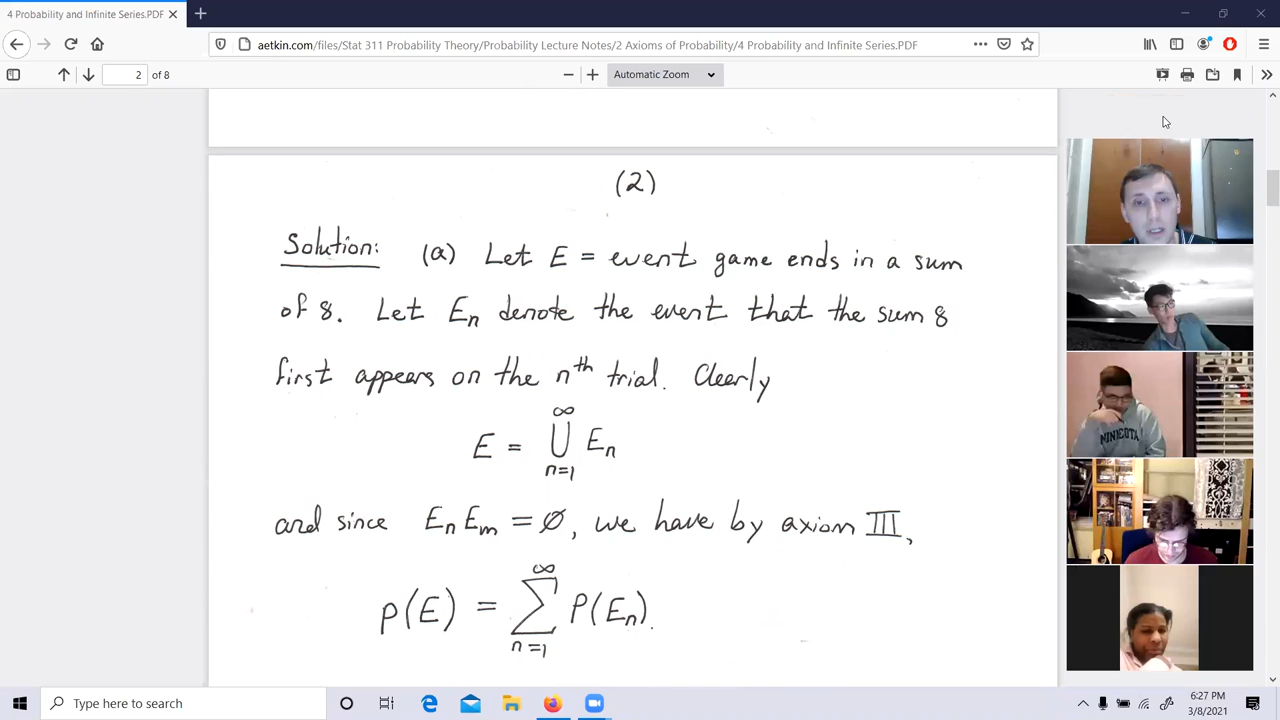 4 Probability and Infinite Series.PDF
aetkin.com/files/Stat 311 Probability Theory/Probability Lecture Notes/2 Axioms of Probability/4 Probability and Infinite Series.PDF
2 of 8
Automatic Zoom
(2)
Solution: (a) Let E = event game ends in a sum
of 8. Let Eₙ denote the event that the sum 8
first appears on the nᵗʰ trial. Clearly
E = ∞⋃n=1 Eₙ
and since EₙEₘ = ∅, we have by axiom III,
P(E) = ∞∑n=1 P(Eₙ).
MINNESOTA
Type here to search
6:27 PM
3/8/2021